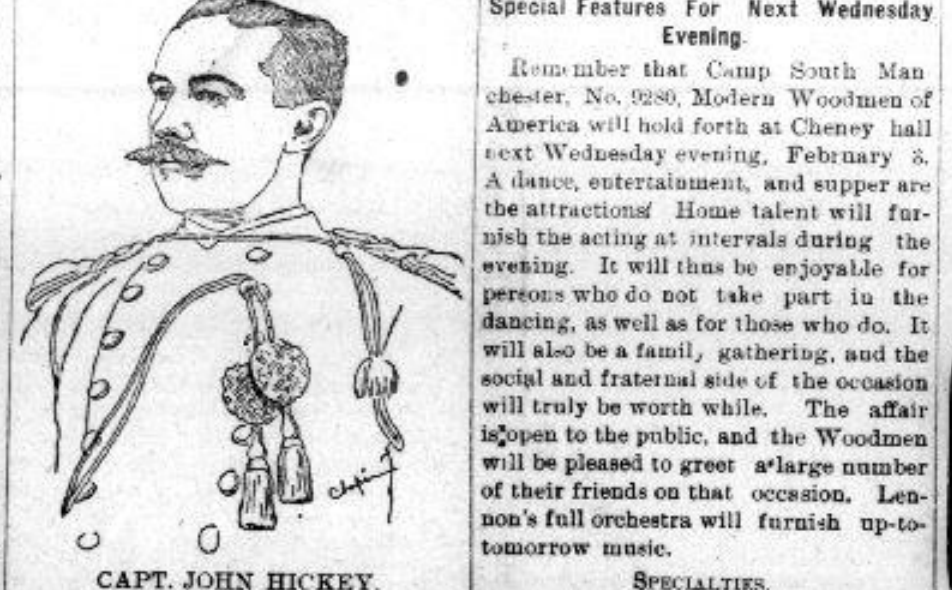 CAPT. JOHN HICKEY.
Special Features For Next Wednesday
Evening.
Remember that Camp South Man
chester, No. 9280, Modern Woodmen of
America will hold forth at Cheney hall
next Wednesday evening, February 3.
A dance, entertainment, and supper are
the attractions! Home talent will fur-
nish the acting at intervals during the
evening. It will thus be enjoyable for
persons who do not take part in the
dancing, as well as for those who do. It
will also be a family gathering, and the
social and fraternal side of the occasion
will truly be worth while. The affair
is open to the public, and the Woodmen
will be pleased to greet a large number
of their friends on that occasion. Len-
non's full orchestra will furnish up-to-
tomorrow music.
SPECIALTIES.